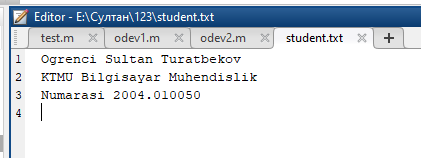 Editor - E:\Султан\123\student.txt
test.m odev1.m odev2.m student.txt
1 Ogrenci Sultan Turatbekov
2 KTMU Bilgisayar Muhendislik
3 Numarasi 2004.010050
4